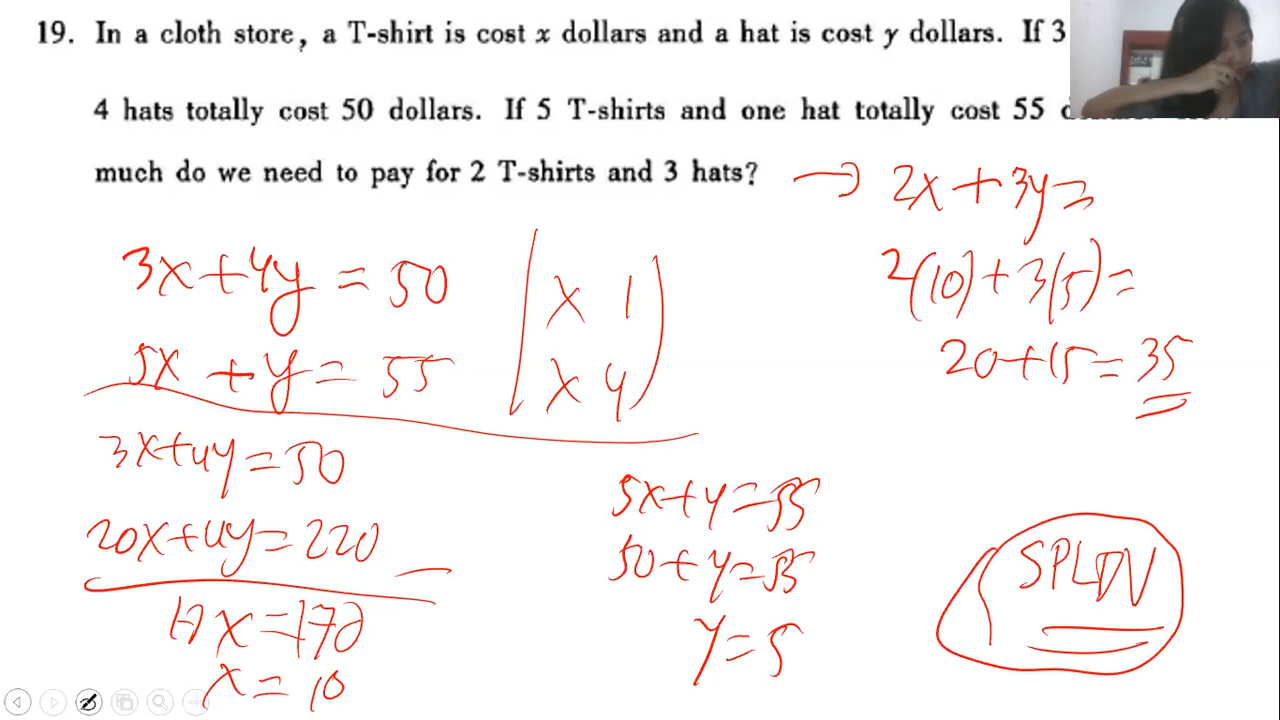 19. In a cloth store, a T-shirt is cost x dollars and a hat is cost y dollars. If 3
4 hats totally cost 50 dollars. If 5 T-shirts and one hat totally cost 55
much do we need to pay for 2 T-shirts and 3 hats?
→ 2x + 3y =
2(10) + 3(5) =
20 + 15 = 35
3x + 4y = 50 | x 1 |
5x + y = 55 | x 4 |
3x + 4y = 50
20x + 4y = 220 −
17x = 170
x = 10
5x + y = 55
50 + y = 55
y = 5
SPLDV